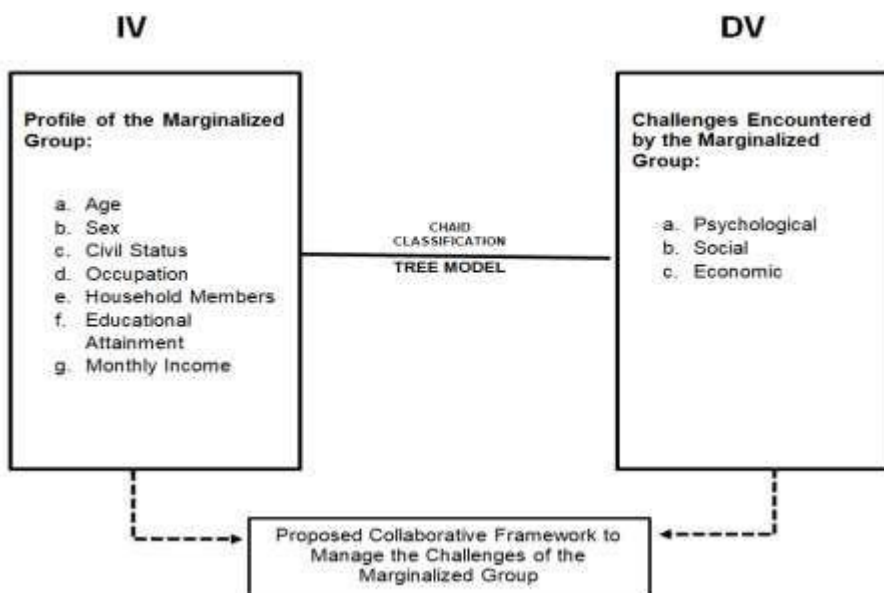 IV
DV
Profile of the Marginalized
Group:
a. Age
b. Sex
c. Civil Status
d. Occupation
e. Household Members
f. Educational
Attainment
g. Monthly Income
CHAID
CLASSIFICATION
TREE MODEL
Challenges Encountered
by the Marginalized
Group:
a. Psychological
b. Social
c. Economic
Proposed Collaborative Framework to
Manage the Challenges of the
Marginalized Group